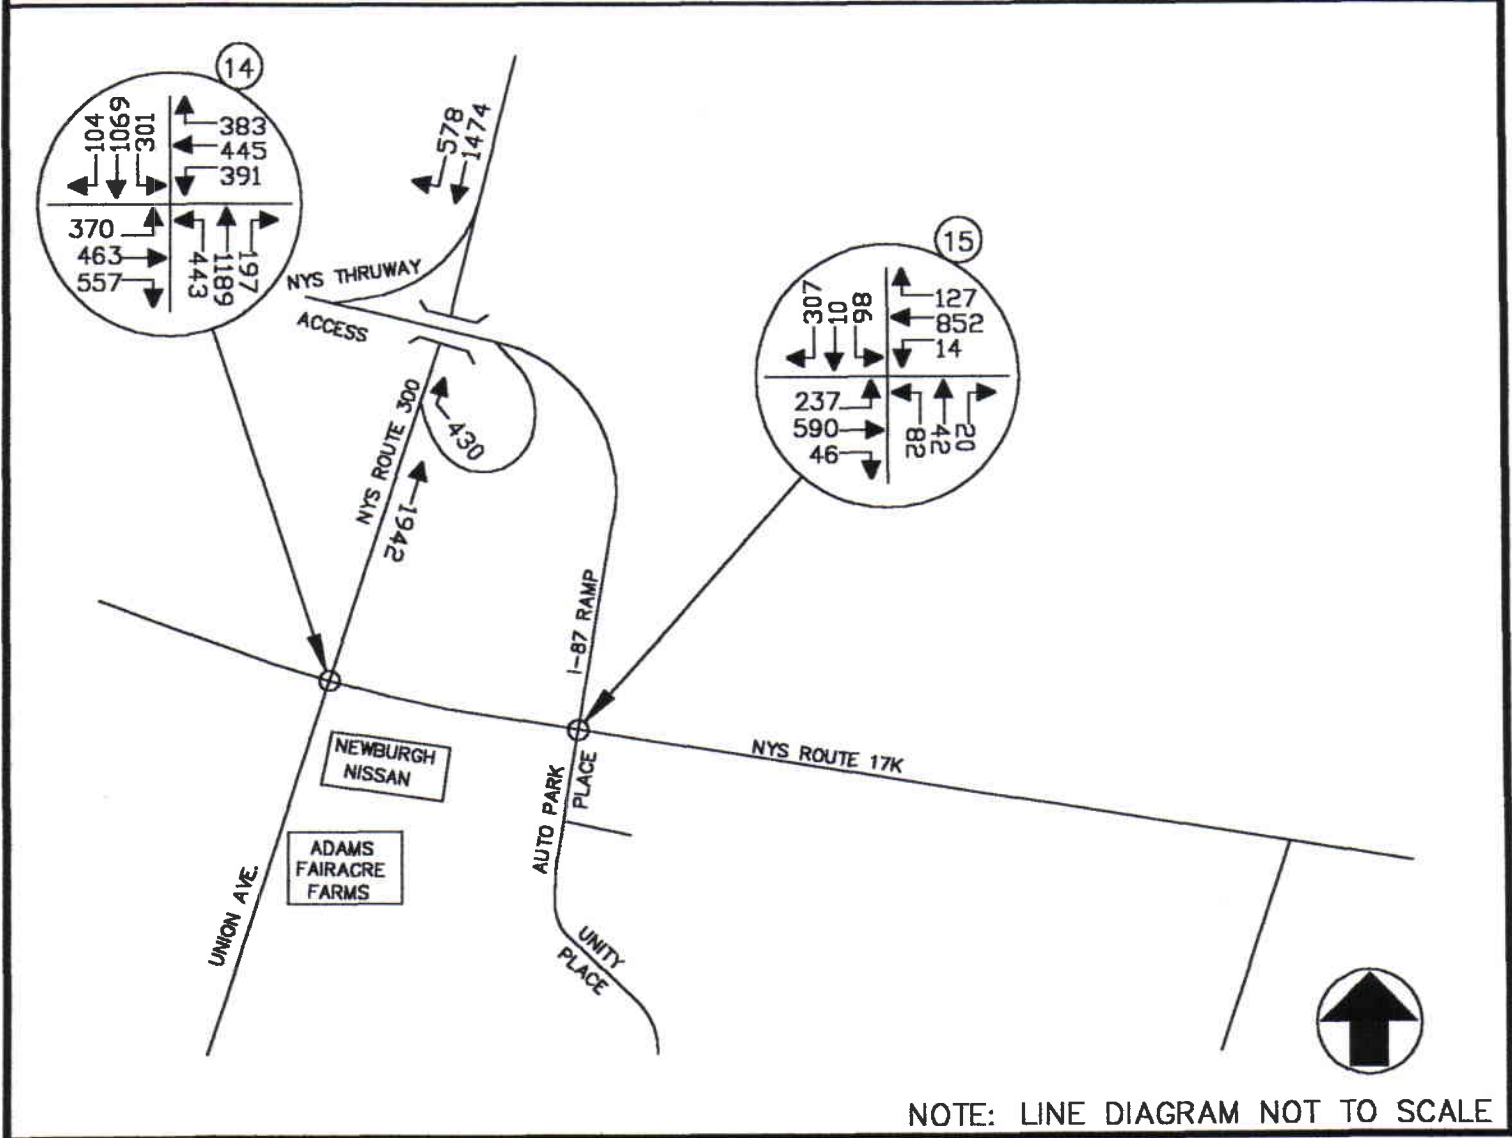 14
104
1069
301
383
445
391
370
463
557
443
1189
197
578
1474
NYS THRUWAY
ACCESS
NYS ROUTE 300
430
1942
15
307
10
98
127
852
14
237
590
46
82
42
20
I-87 RAMP
NYS ROUTE 17K
NEWBURGH
NISSAN
ADAMS
FAIRACRE
FARMS
AUTO PARK
PLACE
UNION AVE.
UNITY
PLACE
NOTE: LINE DIAGRAM NOT TO SCALE